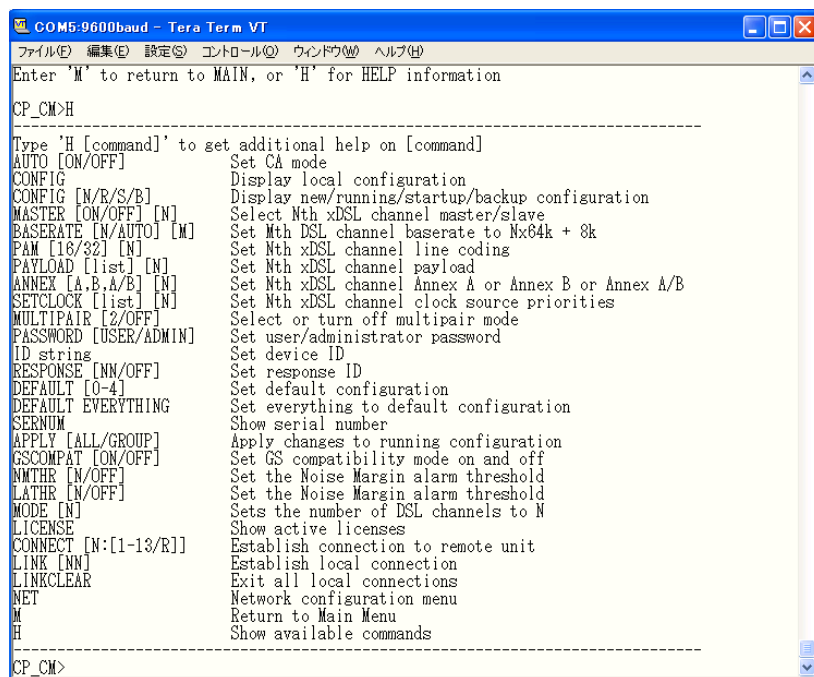 COM5:9600baud - Tera Term VT
ファイル(F) 編集(E) 設定(S) コントロール(O) ウィンドウ(W) ヘルプ(H)
Enter 'M' to return to MAIN, or 'H' for HELP information
CP_CM>H
--------------------------------------------------------------------------------
Type 'H [command]' to get additional help on [command]
AUTO [ON/OFF] Set CA mode
CONFIG Display local configuration
CONFIG [N/R/S/B] Display new/running/startup/backup configuration
MASTER [ON/OFF] [N] Select Nth xDSL channel master/slave
BASERATE [N/AUTO] [M] Set Mth DSL channel baserate to Nx64k + 8k
PAM [16/32] [N] Set Nth xDSL channel line coding
PAYLOAD [list] [N] Set Nth xDSL channel payload
ANNEX [A,B,A/B] [N] Set Nth xDSL channel Annex A or Annex B or Annex A/B
SETCLOCK [list] [N] Set Nth xDSL channel clock source priorities
MULTIPAIR [2/OFF] Select or turn off multipair mode
PASSWORD [USER/ADMIN] Set user/administrator password
ID string Set device ID
RESPONSE [NN/OFF] Set response ID
DEFAULT [0-4] Set default configuration
DEFAULT EVERYTHING Set everything to default configuration
SERNUM Show serial number
APPLY [ALL/GROUP] Apply changes to running configuration
GSCOMPAT [ON/OFF] Set GS compatibility mode on and off
NMTHR [N/OFF] Set the Noise Margin alarm threshold
LATHR [N/OFF] Set the Noise Margin alarm threshold
MODE [N] Sets the number of DSL channels to N
LICENSE Show active licenses
CONNECT [N:[1-13/R]] Establish connection to remote unit
LINK [NN] Establish local connection
LINKCLEAR Exit all local connections
NET Network configuration menu
M Return to Main Menu
H Show available commands
--------------------------------------------------------------------------------
CP_CM>